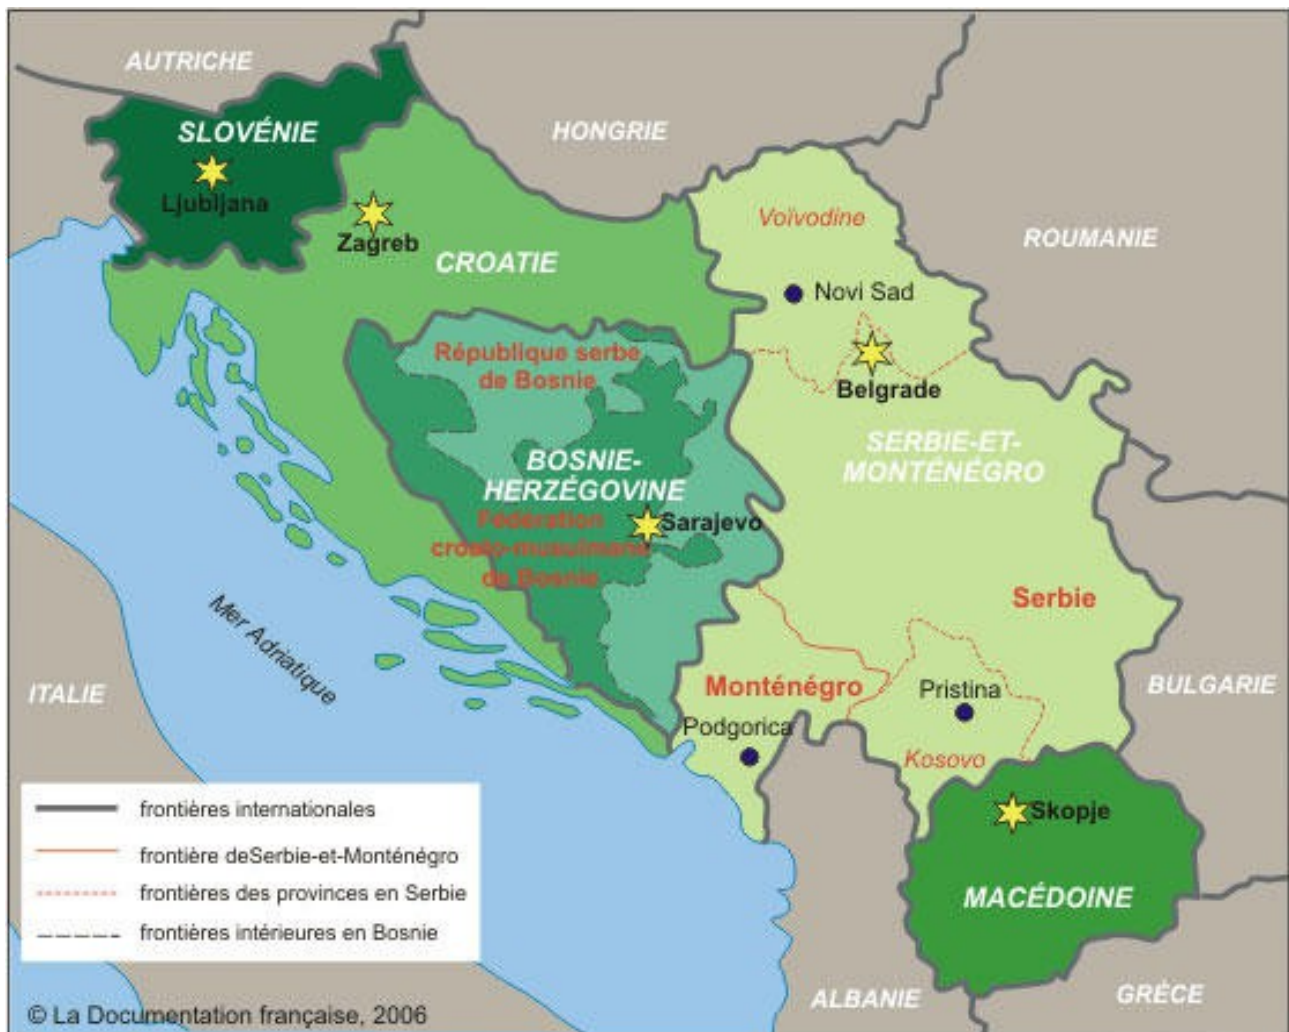 AUTRICHE
SLOVÉNIE
HONGRIE
Ljubljana
Zagreb
CROATIE
Voïvodine
ROUMANIE
Novi Sad
République serbe
de Bosnie
Belgrade
BOSNIE-
HERZÉGOVINE
SERBIE-ET-
MONTÉNÉGRO
Fédération
croato-musulmane
de Bosnie
Sarajevo
Serbie
Mer Adriatique
ITALIE
Monténégro
Podgorica
Pristina
Kosovo
BULGARIE
Skopje
MACÉDOINE
ALBANIE
GRÈCE
frontières internationales
frontière deSerbie-et-Monténégro
frontières des provinces en Serbie
frontières intérieures en Bosnie
© La Documentation française, 2006